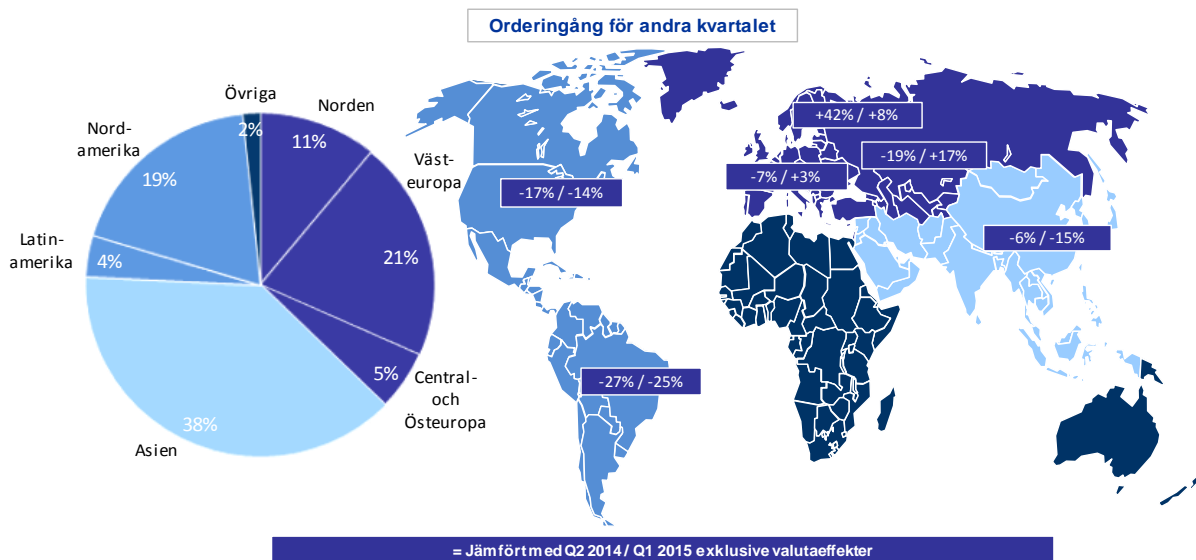 Orderingång för andra kvartalet
Övriga
2%
Norden
11%
Nord-
amerika
19%
Väst-
europa
21%
Latin-
amerika
4%
5%
Central-
och
Östeuropa
38%
Asien
+42% / +8%
-19% / +17%
-7% / +3%
-17% / -14%
-6% / -15%
-27% / -25%
= Jämfört med Q2 2014 / Q1 2015 exklusive valutaeffekter